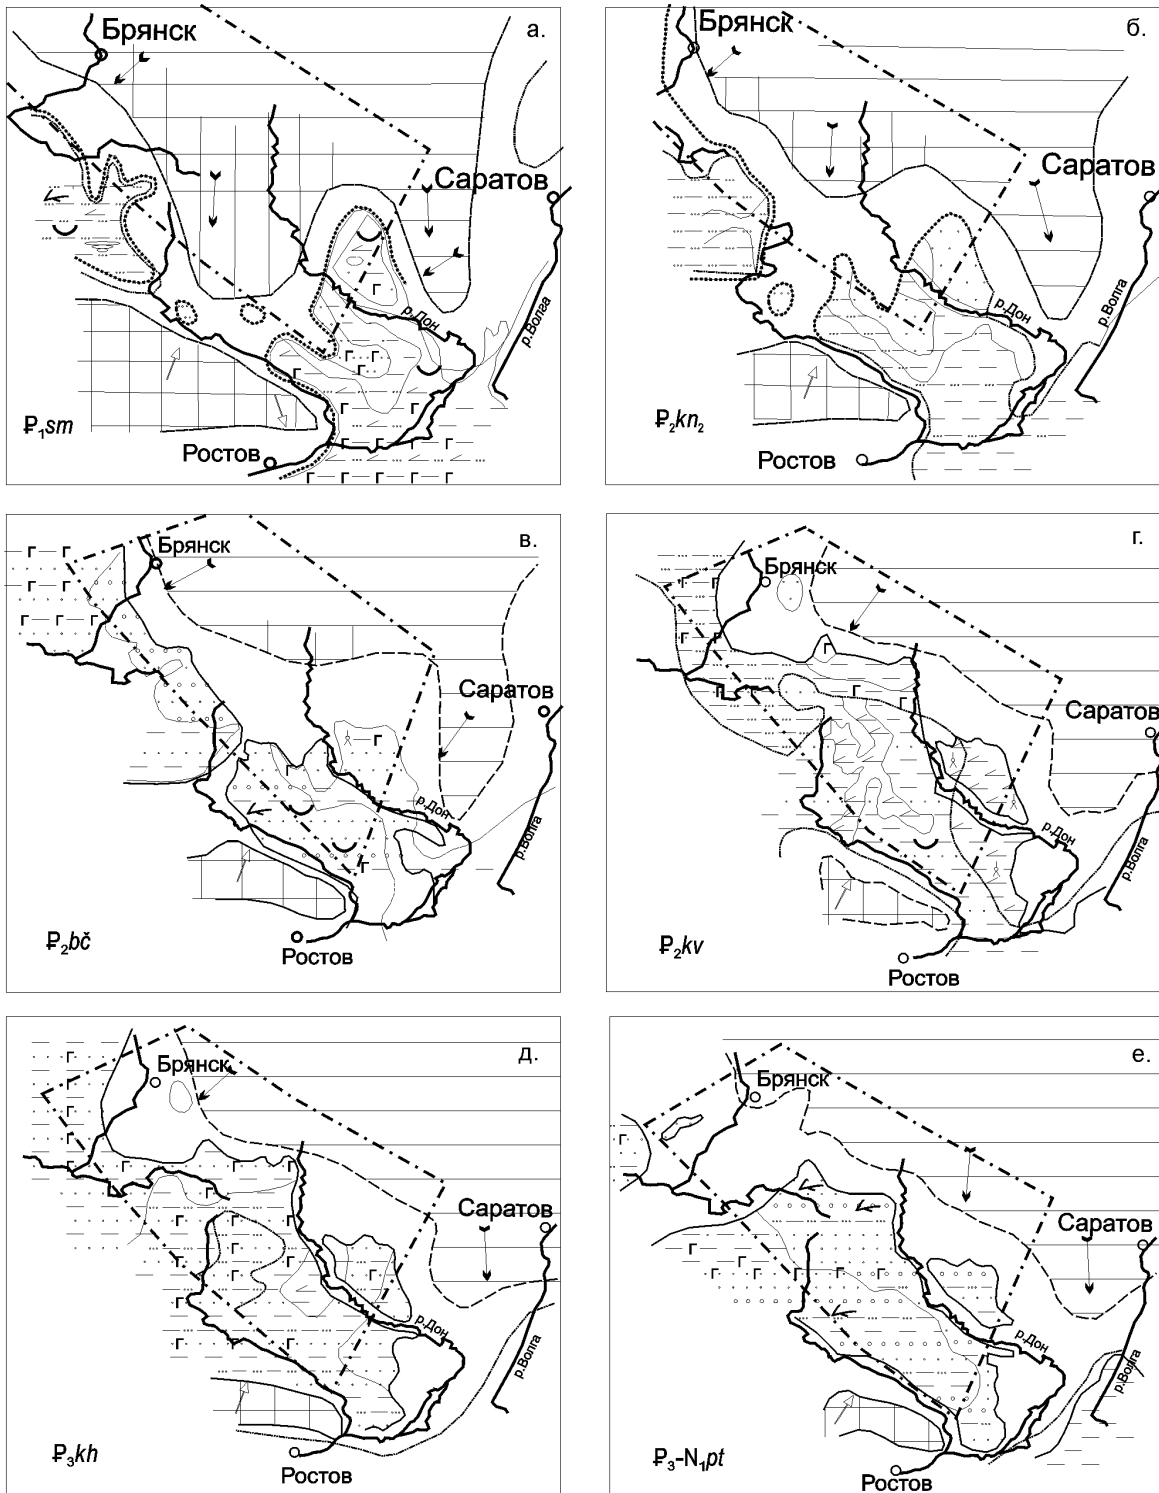 а.
Брянск
Саратов
р.Дон
р.Волга
Ростов
₽₁sm
б.
Брянск
Саратов
р.Дон
р.Волга
Ростов
₽₂kn₂
в.
Брянск
Саратов
р.Дон
р.Волга
Ростов
₽₂bč
г.
Брянск
Саратов
р.Дон
р.Волга
Ростов
₽₂kv
д.
Брянск
Саратов
р.Дон
р.Волга
Ростов
₽₃kh
е.
Брянск
Саратов
р.Дон
р.Волга
Ростов
₽₃-N₁pt